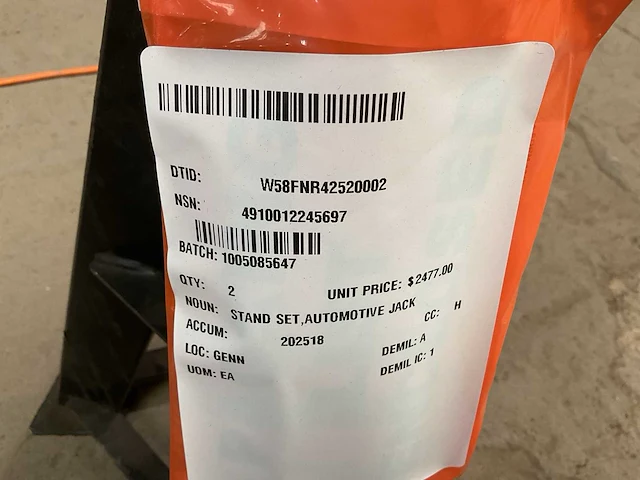 DTID: W58FNR42520002
NSN: 4910012245697
BATCH: 1005085647
QTY: 2 UNIT PRICE: $2477.00
NOUN: STAND SET,AUTOMOTIVE JACK
ACCUM: 202518 CC: H
LOC: GENN DEMIL: A
UOM: EA DEMIL IC: 1